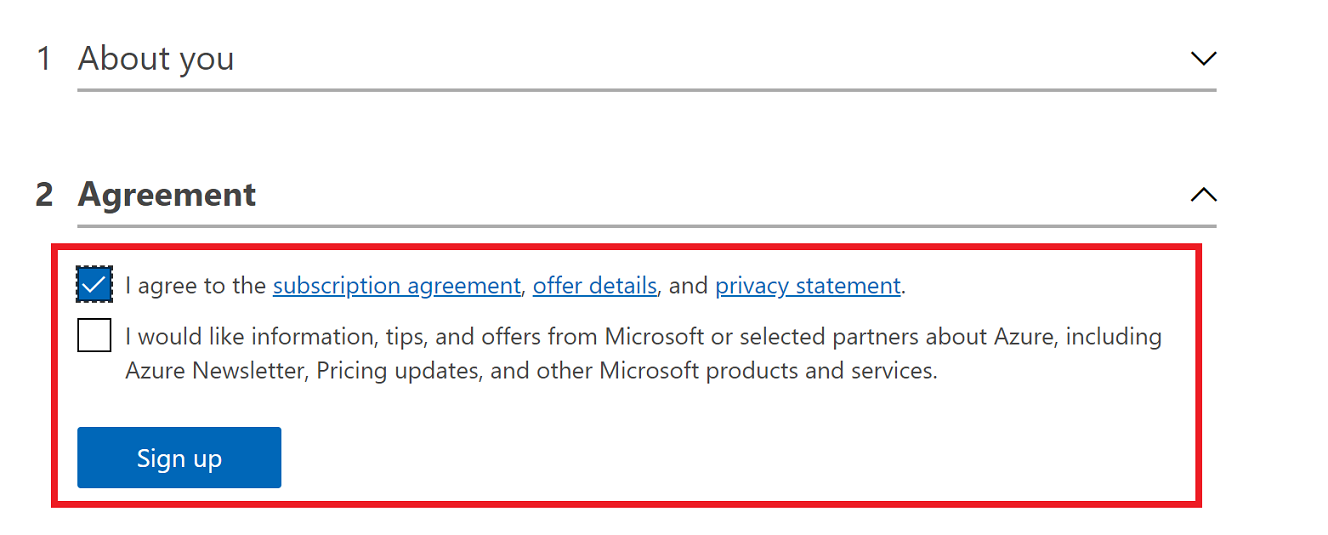 1 About you
2 Agreement
I agree to the subscription agreement, offer details, and privacy statement.
I would like information, tips, and offers from Microsoft or selected partners about Azure, including
Azure Newsletter, Pricing updates, and other Microsoft products and services.
Sign up